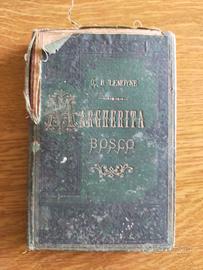 G. B. LEMOYNE
MARGHERITA
BOSCO